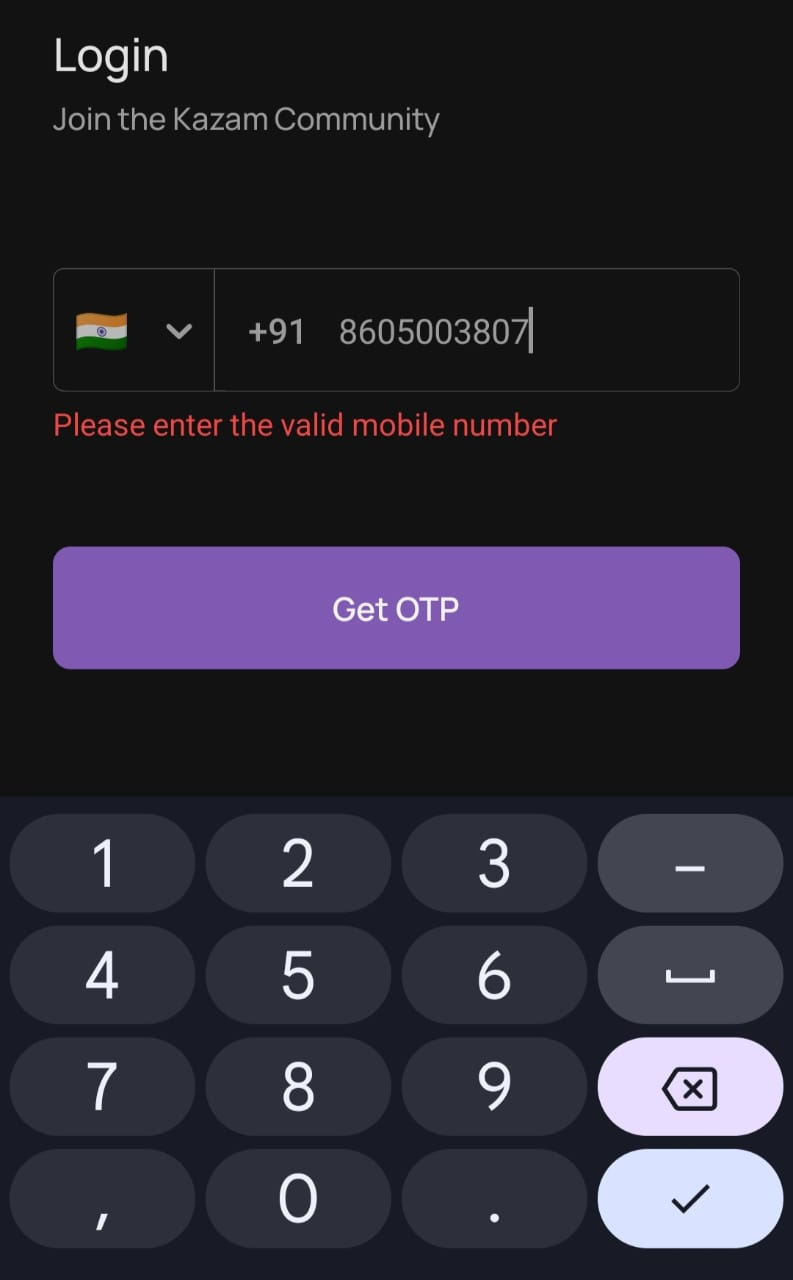 Login
Join the Kazam Community
+91 8605003807
Please enter the valid mobile number
Get OTP
1 2 3 –
4 5 6
7 8 9
, 0 .